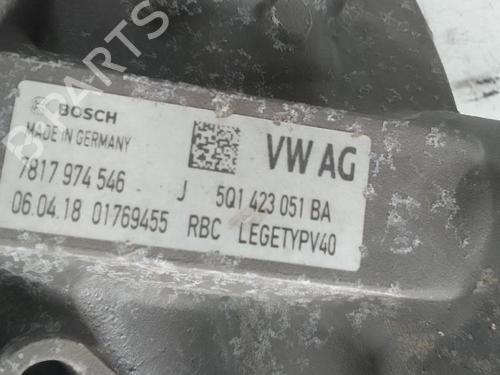 B PARTS
BOSCH
VW AG
MADE IN GERMANY
7817 974 546 J 5Q1 423 051 BA
06.04.18 01769455 RBC LEGETYPV40